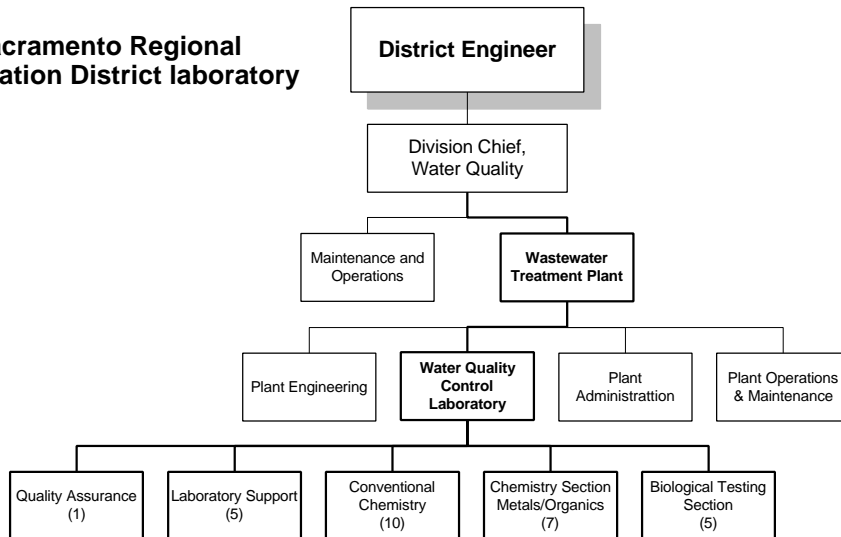 acramento Regional
ation District laboratory
District Engineer
Division Chief,
Water Quality
Maintenance and
Operations
Wastewater
Treatment Plant
Plant Engineering
Water Quality
Control
Laboratory
Plant
Administrattion
Plant Operations
& Maintenance
Quality Assurance
(1)
Laboratory Support
(5)
Conventional
Chemistry
(10)
Chemistry Section
Metals/Organics
(7)
Biological Testing
Section
(5)